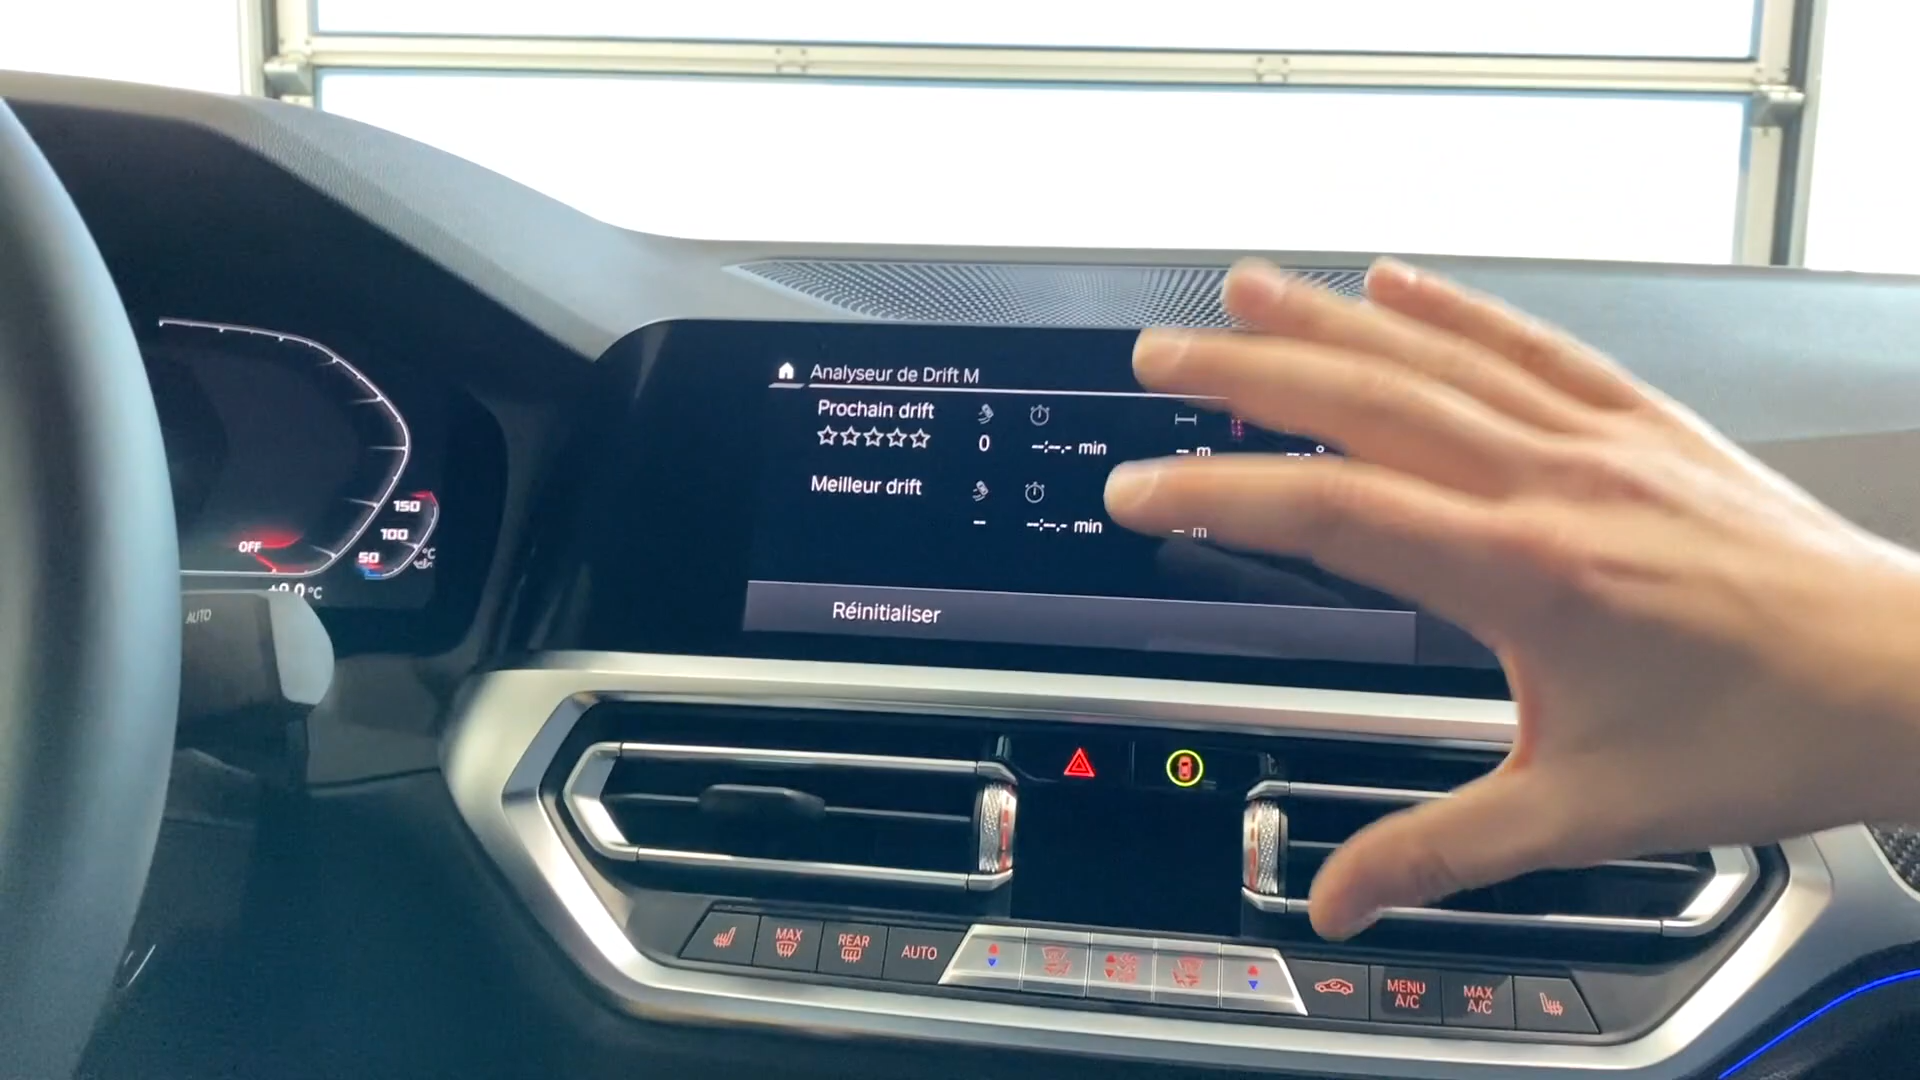 Analyseur de Drift M
Prochain drift
0 --:--.- min -- m --.-°
Meilleur drift
-- --:--.- min -- m
Réinitialiser
150
100
50
°C
OFF
°C
AUTO
MAX
REAR
AUTO
MENU
A/C
MAX
A/C